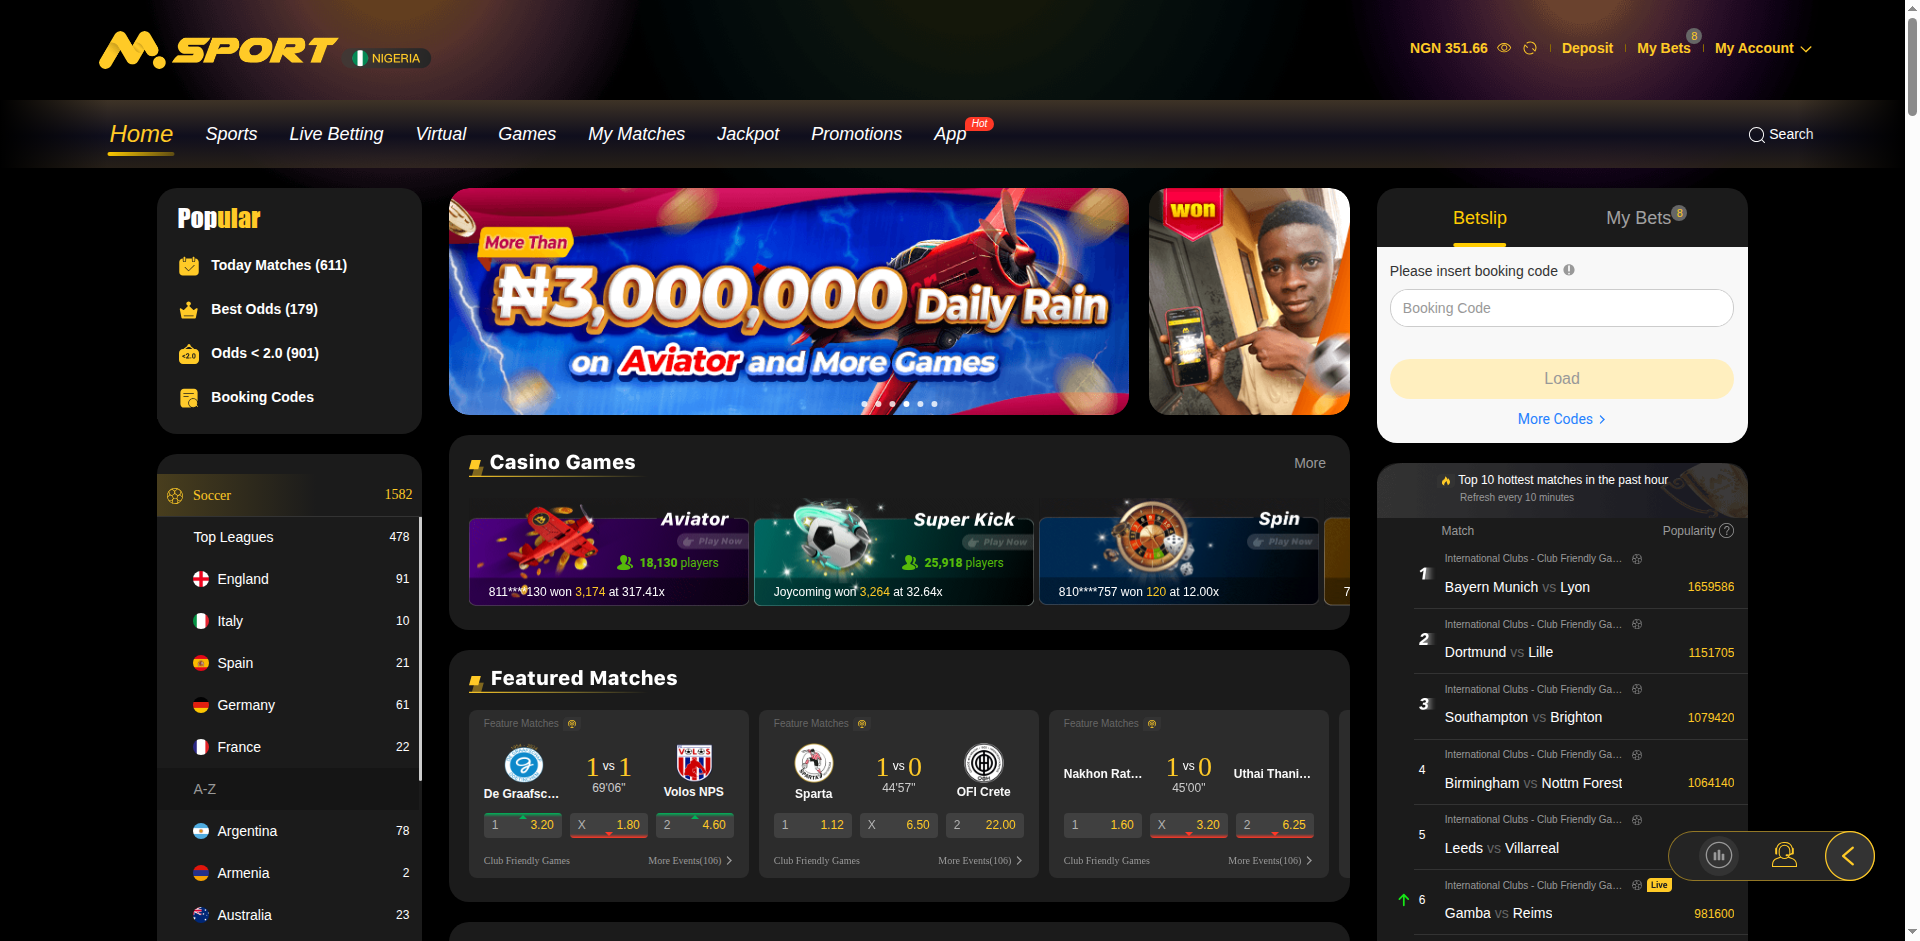 M.SPORT
NIGERIA
NGN 351.66
Deposit
My Bets
8
My Account
Home
Sports
Live Betting
Virtual
Games
My Matches
Jackpot
Promotions
App
Hot
Search
Popular
Today Matches (611)
Best Odds (179)
<2.0
Odds < 2.0 (901)
Booking Codes
Soccer 1582
Top Leagues 478
England 91
Italy 10
Spain 21
Germany 61
France 22
A-Z
Argentina 78
Armenia 2
Australia 23
More Than
₦3,000,000 Daily Rain
on Aviator and More Games
won
Casino Games
More
Aviator
Play Now
18,130 players
811****130 won 3,174 at 317.41x
Super Kick
Play Now
25,918 players
Joycoming won 3,264 at 32.64x
Spin
Play Now
810****757 won 120 at 12.00x
7
Featured Matches
Feature Matches
1 vs 1
69'06"
De Graafsc...
VOLOS
Volos NPS
1 3.20
X 1.80
2 4.60
Club Friendly Games
More Events(106)
Feature Matches
SPARTA
1 vs 0
44'57"
Sparta
OFI Crete
1 1.12
X 6.50
2 22.00
Club Friendly Games
More Events(106)
Feature Matches
Nakhon Rat...
1 vs 0
45'00"
Uthai Thani...
1 1.60
X 3.20
2 6.25
Club Friendly Games
More Events(106)
Betslip
My Bets
8
Please insert booking code
Booking Code
Load
More Codes
Top 10 hottest matches in the past hour
Refresh every 10 minutes
Match
Popularity ?
International Clubs - Club Friendly Ga...
1
Bayern Munich vs Lyon
1659586
International Clubs - Club Friendly Ga...
2
Dortmund vs Lille
1151705
International Clubs - Club Friendly Ga...
3
Southampton vs Brighton
1079420
International Clubs - Club Friendly Ga...
4
Birmingham vs Nottm Forest
1064140
International Clubs - Club Friendly Ga...
5
Leeds vs Villarreal
International Clubs - Club Friendly Ga...
Live
6
Gamba vs Reims
981600